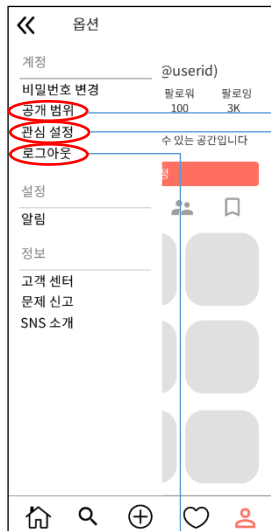 옵션
계정
비밀번호 변경
공개 범위
관심 설정
로그아웃
설정
알림
정보
고객 센터
문제 신고
SNS 소개
@userid)
팔로워 팔로잉
100 3K
수 있는 공간입니다